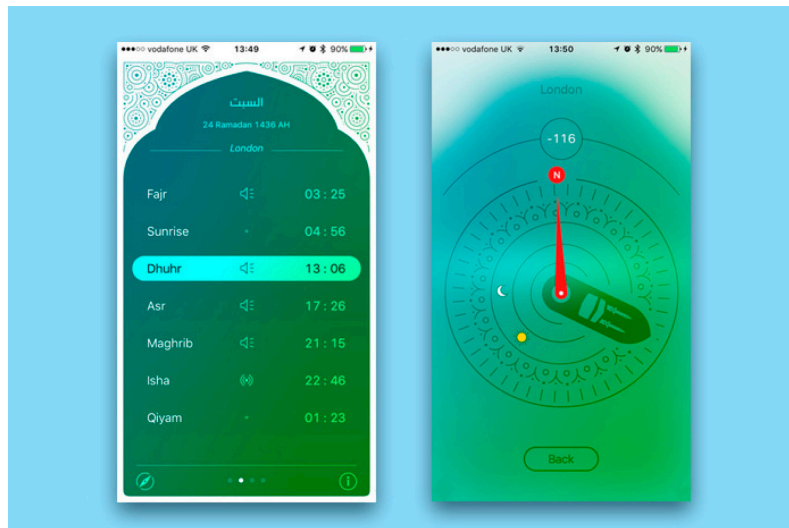 vodafone UK 13:49 90%
السبت
24 Ramadan 1436 AH
London
Fajr 03 : 25
Sunrise 04 : 56
Dhuhr 13 : 06
Asr 17 : 26
Maghrib 21 : 15
Isha 22 : 46
Qiyam 01 : 23
vodafone UK 13:50 90%
London
-116
N
Back